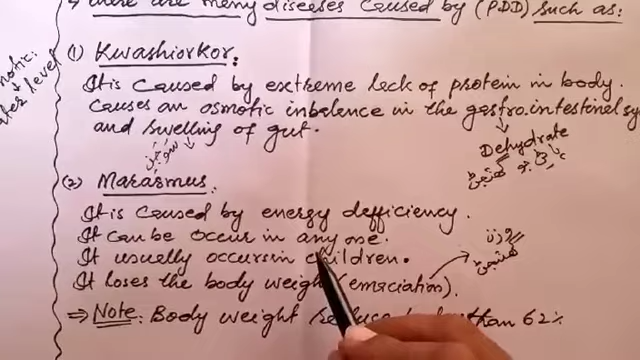 there are many diseases caused by (PDD) such as:
(1) Kwashiorkor:
It is caused by extreme lack of protein in body.
causes an osmotic inbelence in the gastro.intestinal sy
and swelling of gut.
Dehydrate
(2) Marasmus.
It is caused by energy defficiency.
It can be occur in any one.
It usually occurs in children.
It loses the body weigh (emaciation).
⇒ Note: Body weight than 62%